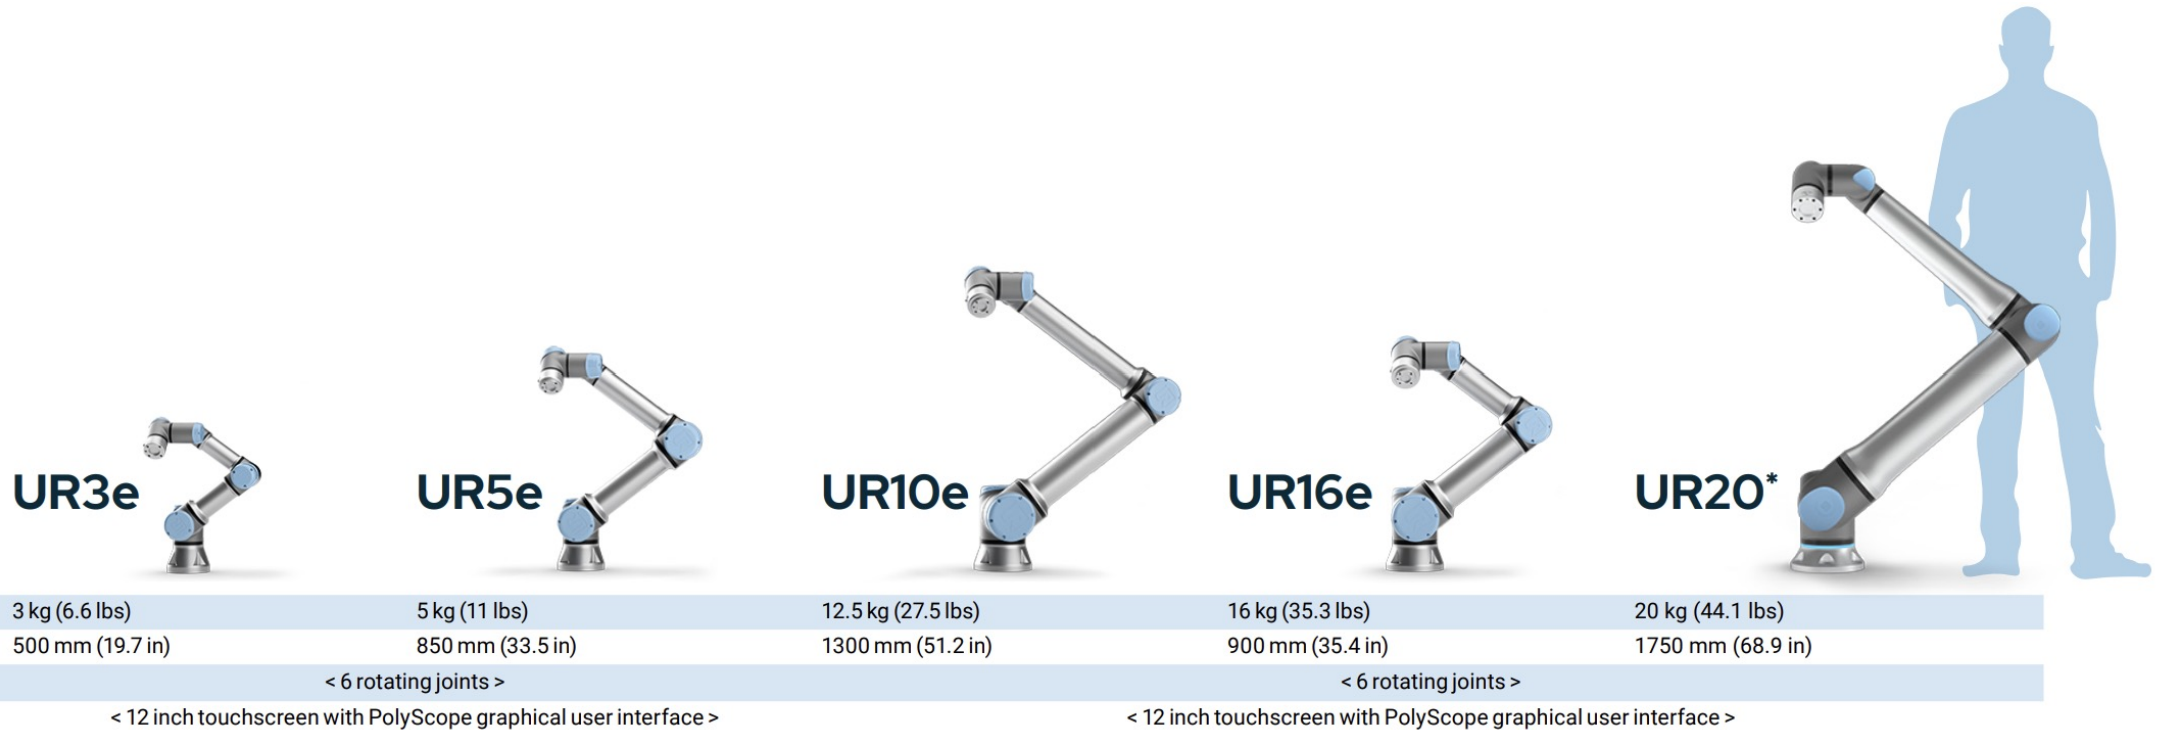 UR3e
UR5e
UR10e
UR16e
UR20*
3 kg (6.6 lbs)
5 kg (11 lbs)
12.5 kg (27.5 lbs)
16 kg (35.3 lbs)
20 kg (44.1 lbs)
500 mm (19.7 in)
850 mm (33.5 in)
1300 mm (51.2 in)
900 mm (35.4 in)
1750 mm (68.9 in)
< 6 rotating joints >
< 6 rotating joints >
< 12 inch touchscreen with PolyScope graphical user interface >
< 12 inch touchscreen with PolyScope graphical user interface >